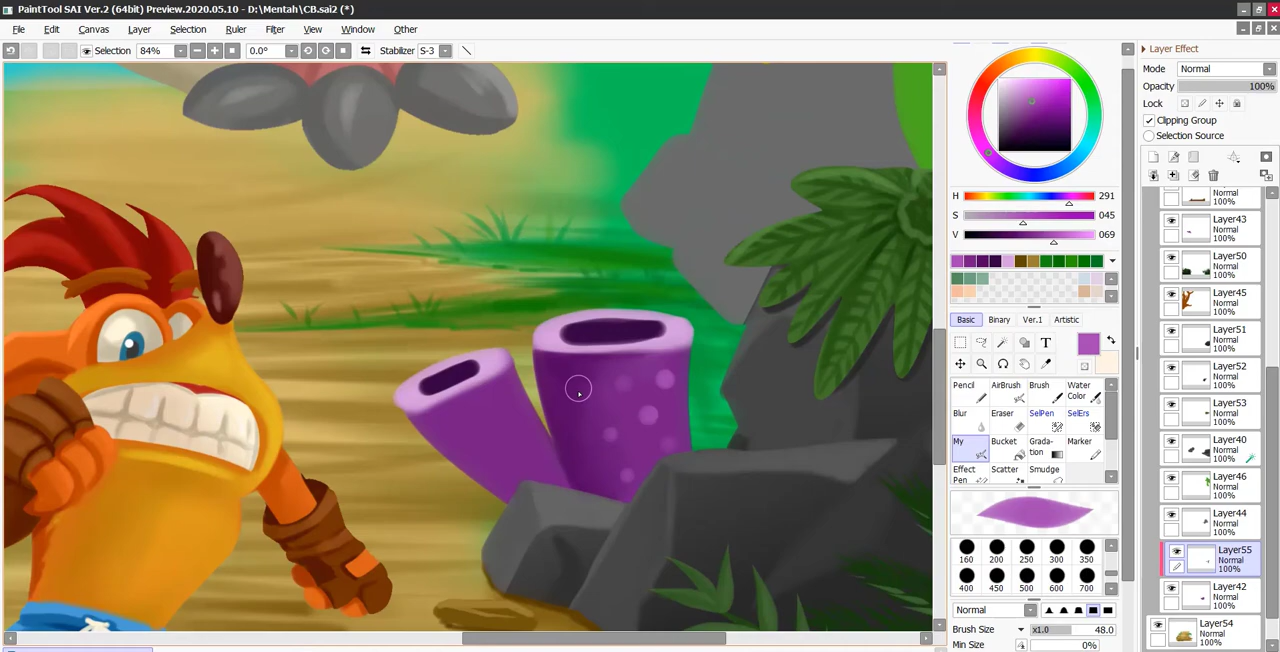 PaintTool SAI Ver.2 (64bit) Preview.2020.05.10 - D:\Mentah\CB.sai2 (*)
File Edit Canvas Layer Selection Ruler Filter View Window Other
Selection 84% 0.0° Stabilizer S-3
Layer Effect
Mode Normal
Opacity 100%
Lock
Clipping Group
Selection Source
H 291
S 045
V 069
Basic Binary Ver.1 Artistic
T
Pencil AirBrush Brush Water Color
Blur Eraser SelPen SelErs
My Bucket Grada-tion Marker
Effect Pen Scatter Smudge
160 200 250 300 350
400 450 500 600 700
Normal
Brush Size x1.0 48.0
Min Size 0%
Normal
100%
Layer43
Normal
100%
Layer50
Normal
100%
Layer45
Normal
100%
Layer51
Normal
100%
Layer52
Normal
100%
Layer53
Normal
100%
Layer40
Normal
100%
Layer46
Normal
100%
Layer44
Normal
100%
Layer55
Normal
100%
Layer42
Normal
100%
Layer54
Normal
100%